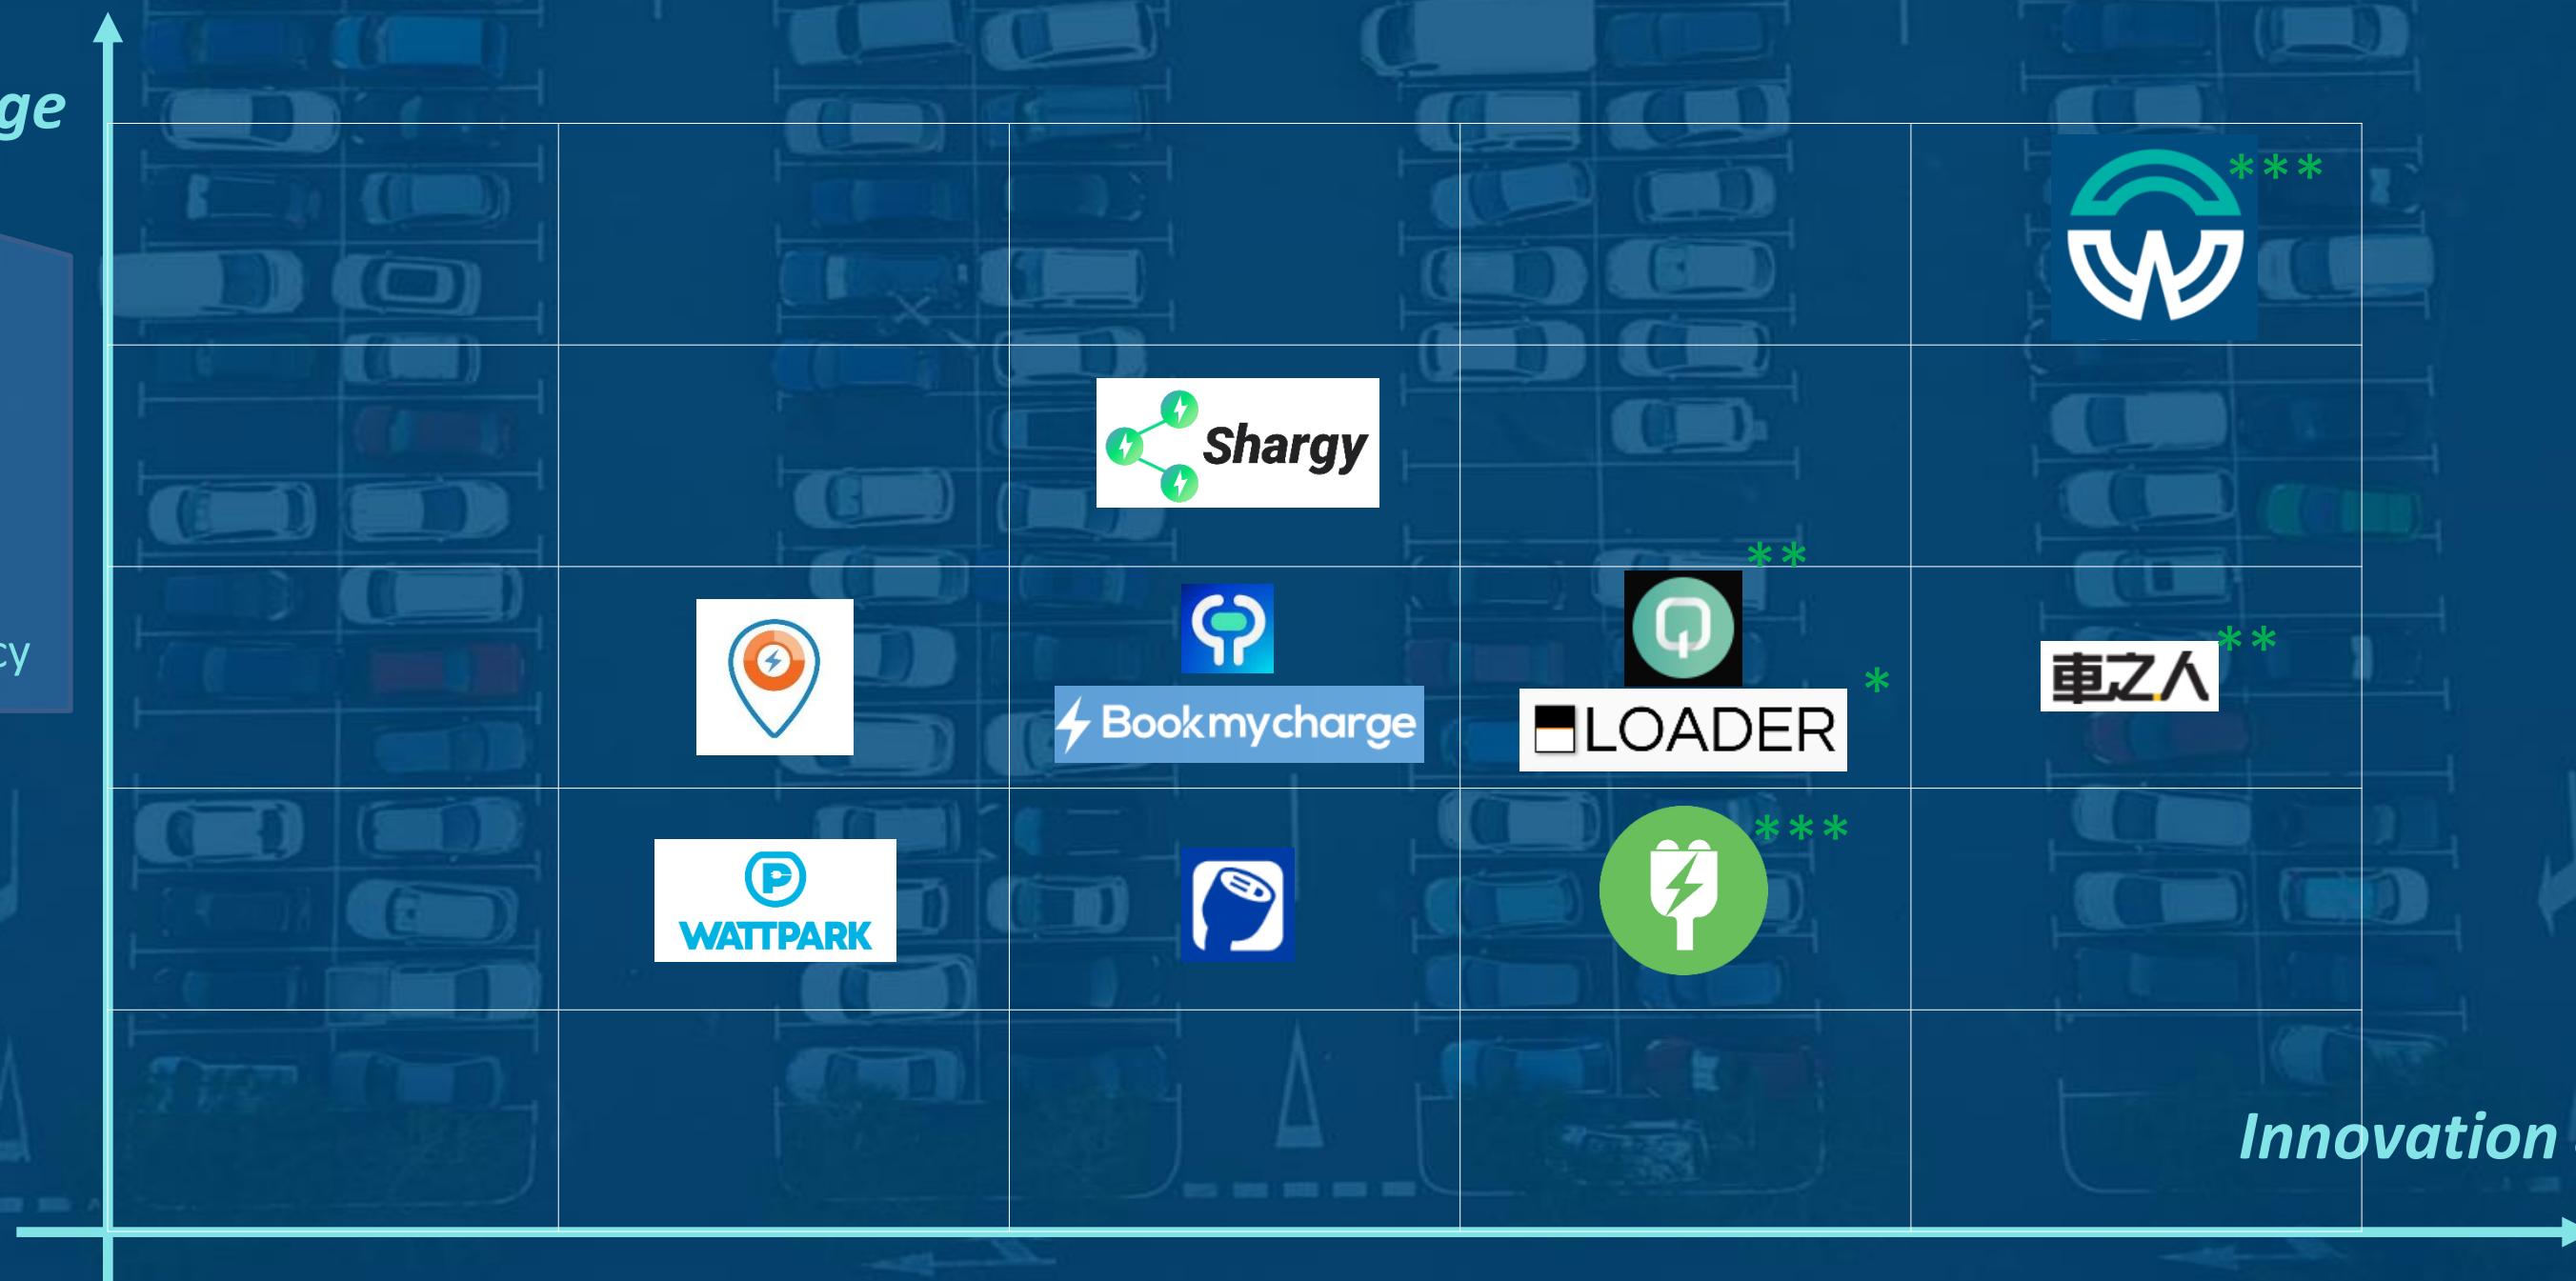 ge
***
Shargy
**
cy
**
*
Bookmycharge
LOADER
車之人
***
P
WATTPARK
Innovation